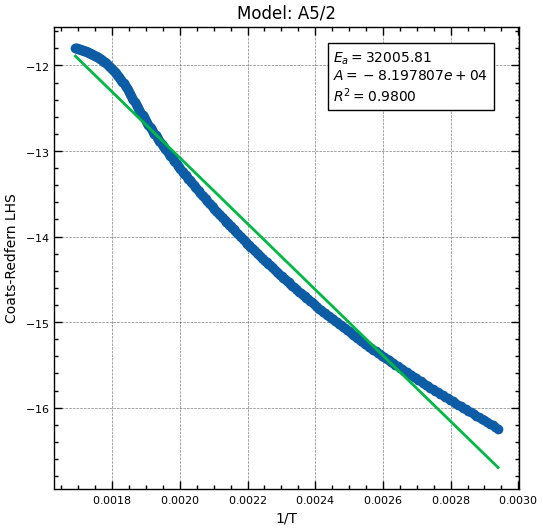 Model: A5/2
E_a = 32005.81
A = −8.197807e + 04
R² = 0.9800
Coats-Redfern LHS
−12
−13
−14
−15
−16
0.0018 0.0020 0.0022 0.0024 0.0026 0.0028 0.0030
1/T